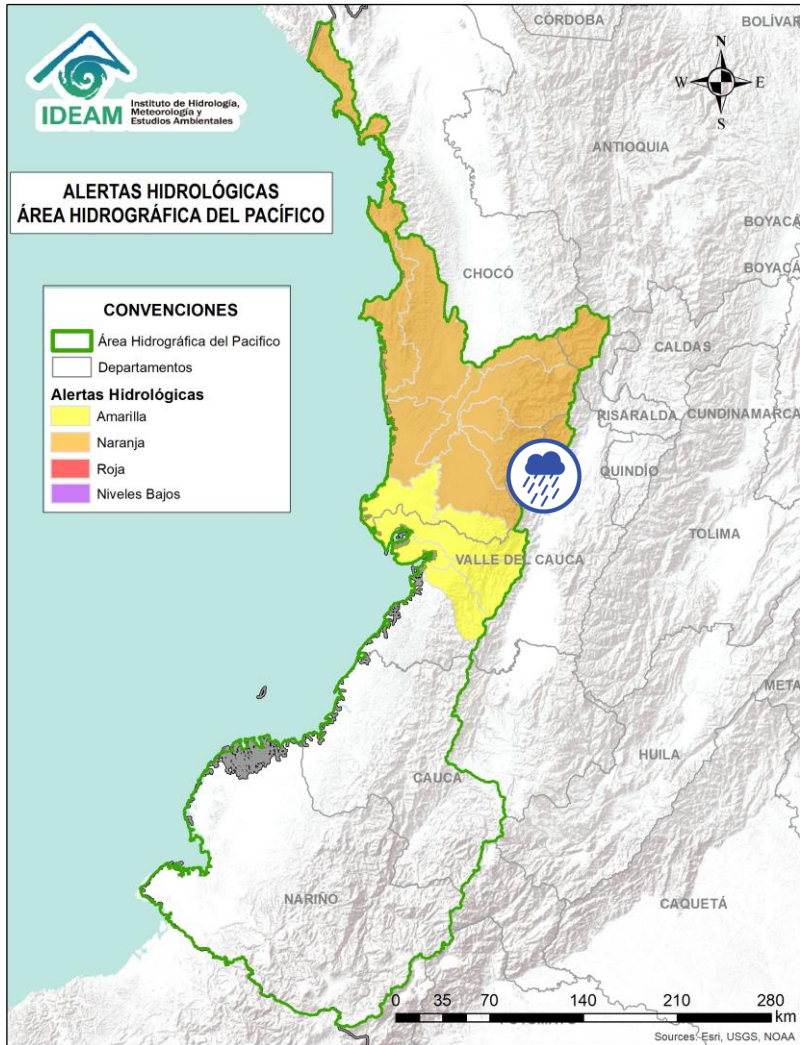 CÓRDOBA
BOLÍVAR
N
W
E
S
IDEAM
Instituto de Hidrología,
Meteorología y
Estudios Ambientales
ANTIOQUIA
ALERTAS HIDROLÓGICAS
ÁREA HIDROGRÁFICA DEL PACÍFICO
BOYACÁ
CHOCÓ
BOYACÁ
CONVENCIONES
Área Hidrográfica del Pacifico
Departamentos
Alertas Hidrológicas
Amarilla
Naranja
Roja
Niveles Bajos
CALDAS
RISARALDA
CUNDINAMARCA
QUINDÍO
TOLIMA
VALLE DEL CAUCA
META
HUILA
CAUCA
NARIÑO
CAQUETÁ
0 35 70 140 210 280
km
Sources: Esri, USGS, NOAA